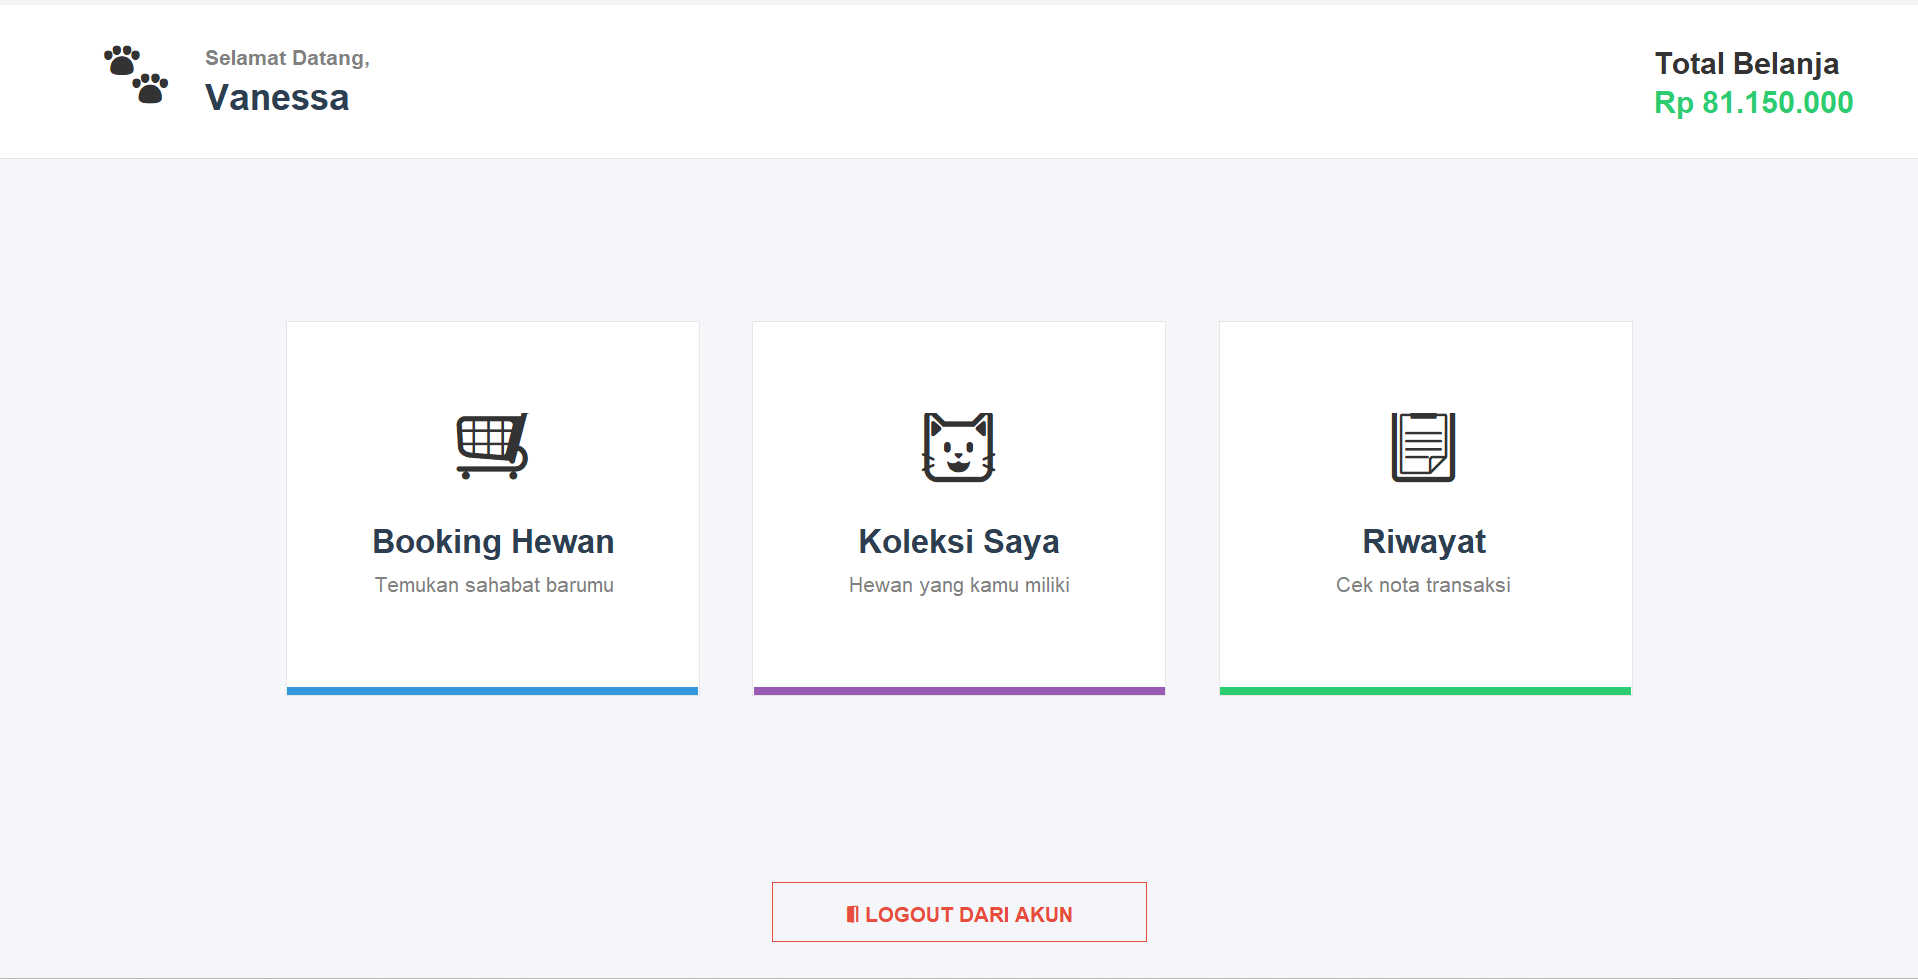 Selamat Datang,
Vanessa
Total Belanja
Rp 81.150.000
Booking Hewan
Temukan sahabat barumu
Koleksi Saya
Hewan yang kamu miliki
Riwayat
Cek nota transaksi
LOGOUT DARI AKUN